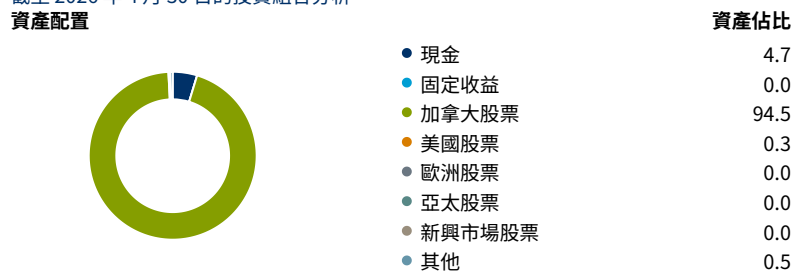 資產配置 資產佔比
現金 4.7
固定收益 0.0
加拿大股票 94.5
美國股票 0.3
歐洲股票 0.0
亞太股票 0.0
新興市場股票 0.0
其他 0.5